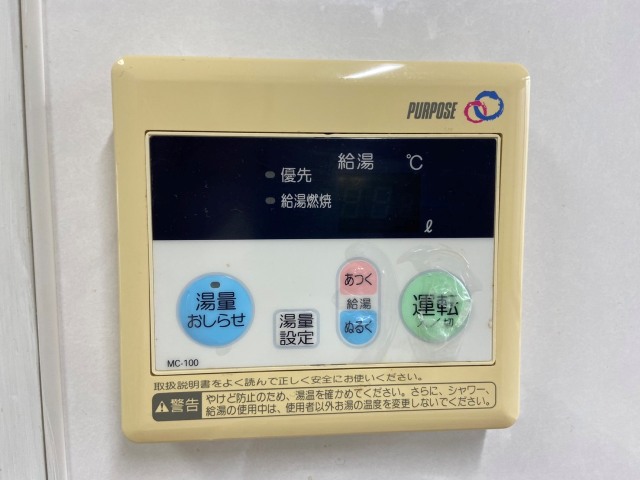 PURPOSE
給湯 ℃
優先
給湯燃焼
ℓ
湯量
おしらせ
湯量
設定
あつく
給湯
ぬるく
運転
入/切
MC-100
取扱説明書をよく読んで正しく安全にお使いください。
警告
やけど防止のため、湯温を確かめてください。さらに、シャワー、
給湯の使用中は、使用者以外お湯の温度を変更しないでください。